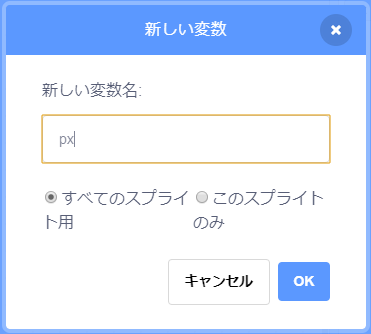 新しい変数
新しい変数名:
px
すべてのスプライ
ト用
このスプライト
のみ
キャンセル
OK